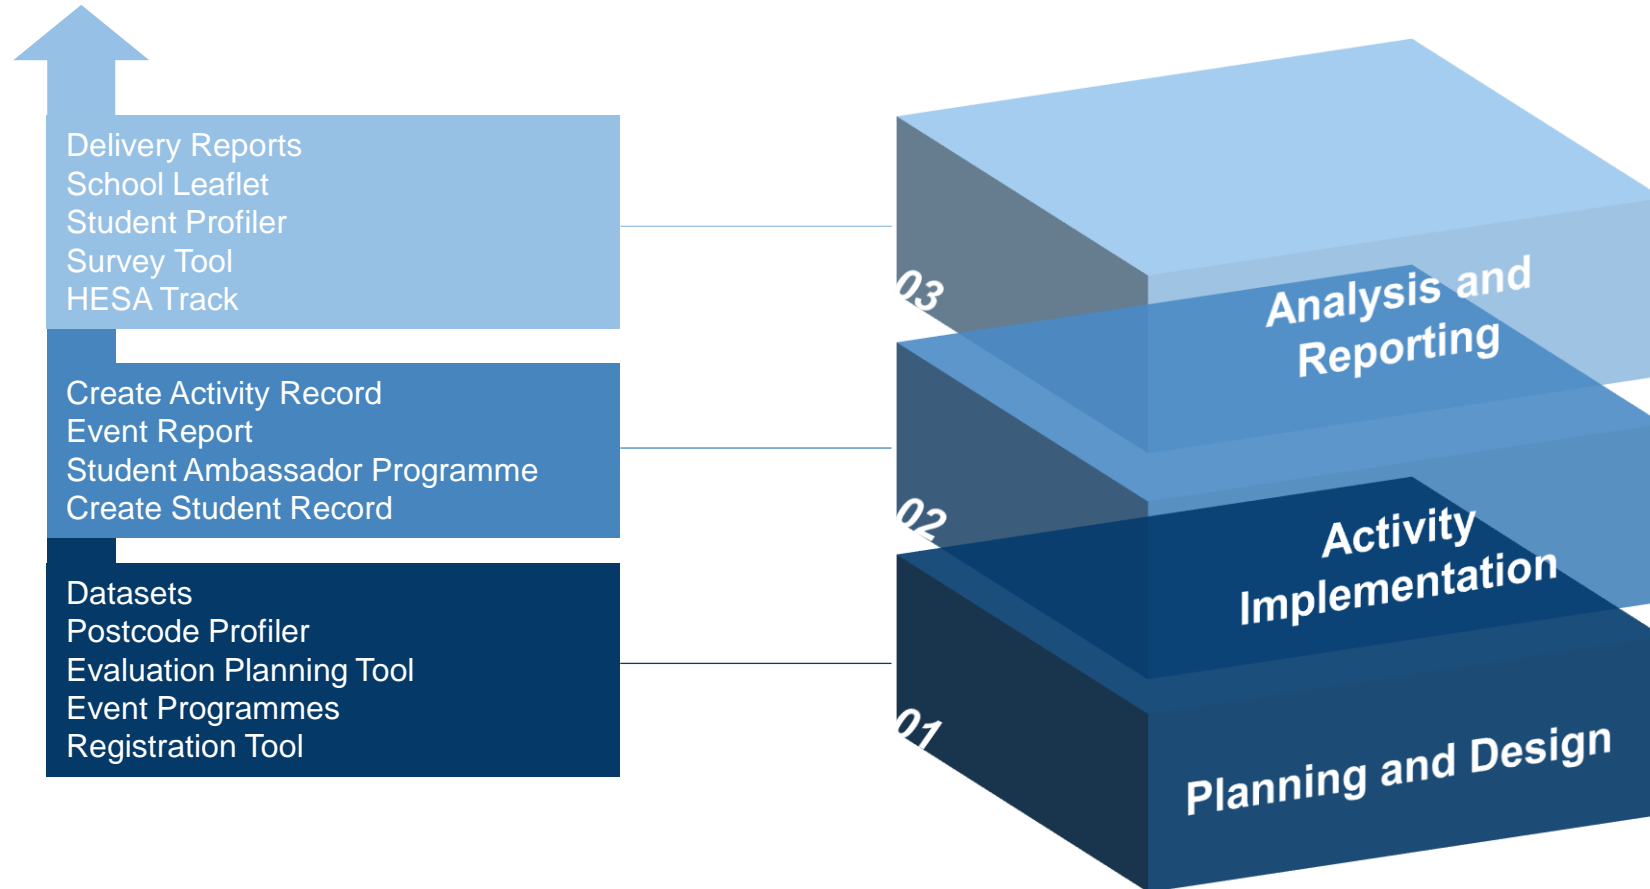 Delivery Reports
School Leaflet
Student Profiler
Survey Tool
HESA Track
Create Activity Record
Event Report
Student Ambassador Programme
Create Student Record
Datasets
Postcode Profiler
Evaluation Planning Tool
Event Programmes
Registration Tool
03
Analysis and
Reporting
02
Activity
Implementation
01
Planning and Design